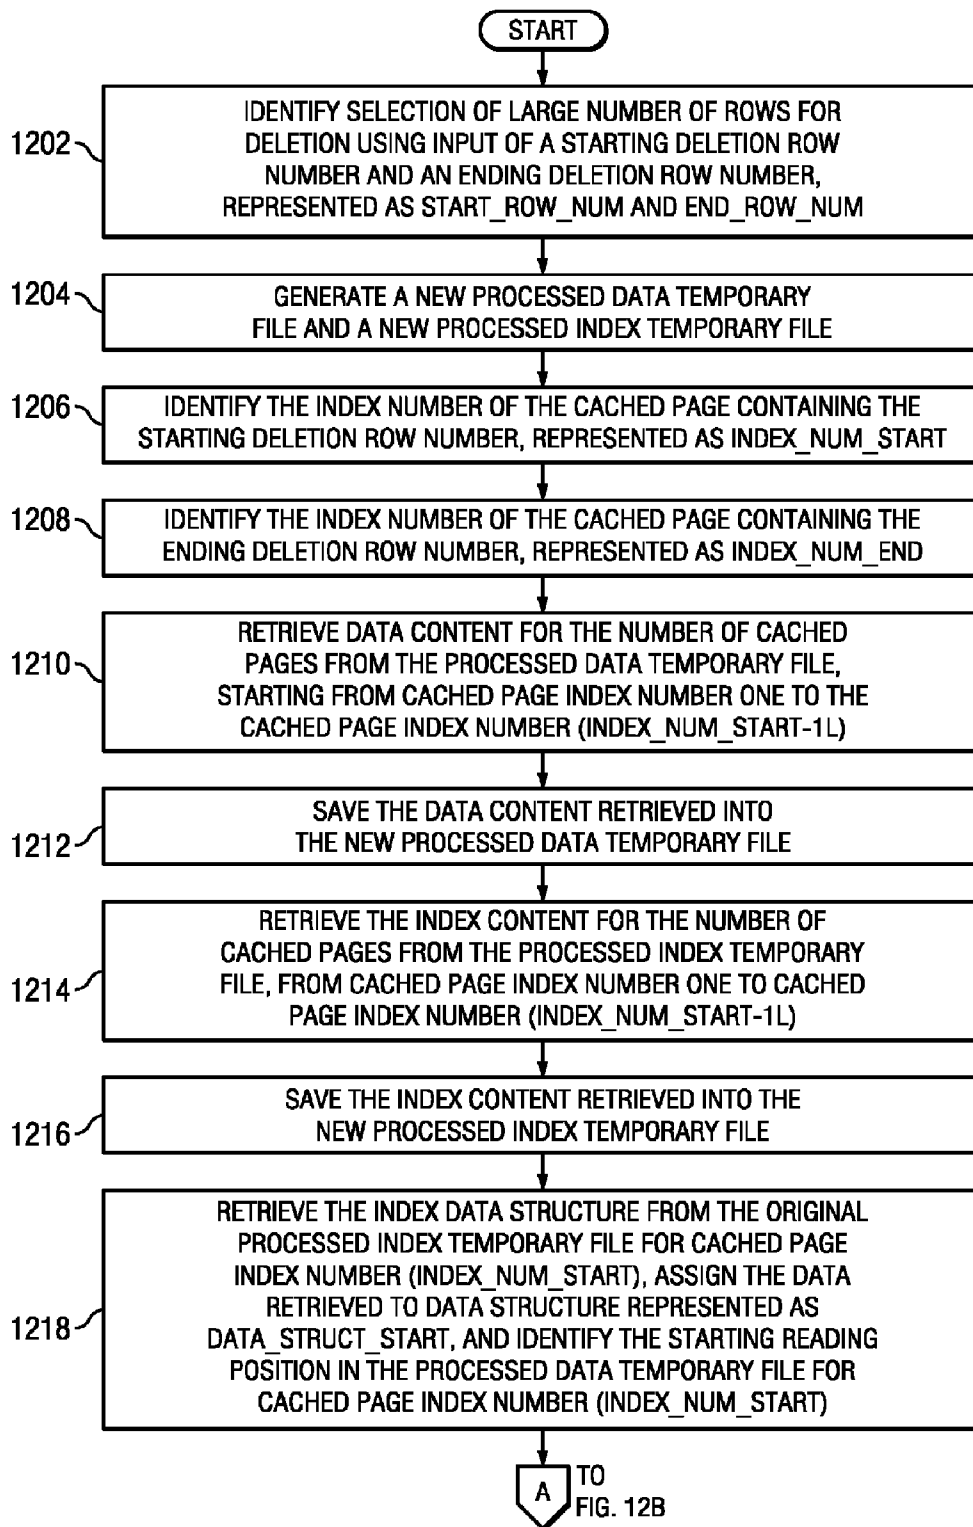 START
1202
IDENTIFY SELECTION OF LARGE NUMBER OF ROWS FOR
DELETION USING INPUT OF A STARTING DELETION ROW
NUMBER AND AN ENDING DELETION ROW NUMBER,
REPRESENTED AS START_ROW_NUM AND END_ROW_NUM
1204
GENERATE A NEW PROCESSED DATA TEMPORARY
FILE AND A NEW PROCESSED INDEX TEMPORARY FILE
1206
IDENTIFY THE INDEX NUMBER OF THE CACHED PAGE CONTAINING THE
STARTING DELETION ROW NUMBER, REPRESENTED AS INDEX_NUM_START
1208
IDENTIFY THE INDEX NUMBER OF THE CACHED PAGE CONTAINING THE
ENDING DELETION ROW NUMBER, REPRESENTED AS INDEX_NUM_END
1210
RETRIEVE DATA CONTENT FOR THE NUMBER OF CACHED
PAGES FROM THE PROCESSED DATA TEMPORARY FILE,
STARTING FROM CACHED PAGE INDEX NUMBER ONE TO THE
CACHED PAGE INDEX NUMBER (INDEX_NUM_START-1L)
1212
SAVE THE DATA CONTENT RETRIEVED INTO
THE NEW PROCESSED DATA TEMPORARY FILE
1214
RETRIEVE THE INDEX CONTENT FOR THE NUMBER OF
CACHED PAGES FROM THE PROCESSED INDEX TEMPORARY
FILE, FROM CACHED PAGE INDEX NUMBER ONE TO CACHED
PAGE INDEX NUMBER (INDEX_NUM_START-1L)
1216
SAVE THE INDEX CONTENT RETRIEVED INTO THE
NEW PROCESSED INDEX TEMPORARY FILE
1218
RETRIEVE THE INDEX DATA STRUCTURE FROM THE ORIGINAL
PROCESSED INDEX TEMPORARY FILE FOR CACHED PAGE
INDEX NUMBER (INDEX_NUM_START), ASSIGN THE DATA
RETRIEVED TO DATA STRUCTURE REPRESENTED AS
DATA_STRUCT_START, AND IDENTIFY THE STARTING READING
POSITION IN THE PROCESSED DATA TEMPORARY FILE FOR
CACHED PAGE INDEX NUMBER (INDEX_NUM_START)
A
TO
FIG. 12B